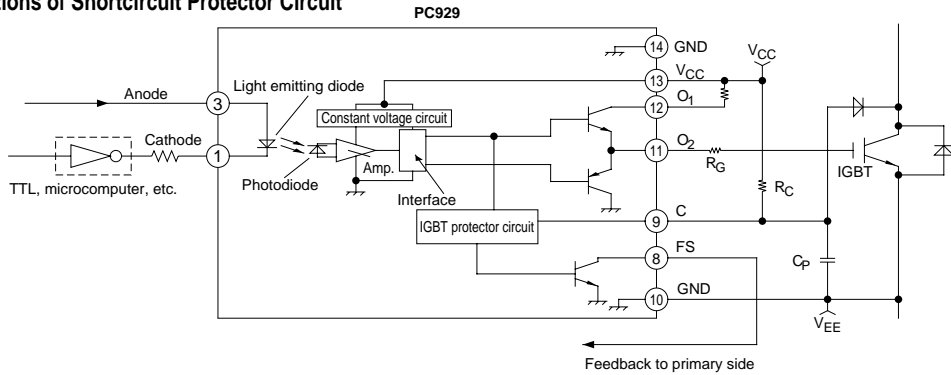 tions of Shortcircuit Protector Circuit
PC929
14 GND
VCC
13 VCC
Anode
3
Light emitting diode
12 O1
Constant voltage circuit
Cathode
1
11 O2
RG
Amp.
IGBT
TTL, microcomputer, etc.
Photodiode
Interface
RC
9 C
IGBT protector circuit
8 FS
CP
10 GND
VEE
Feedback to primary side